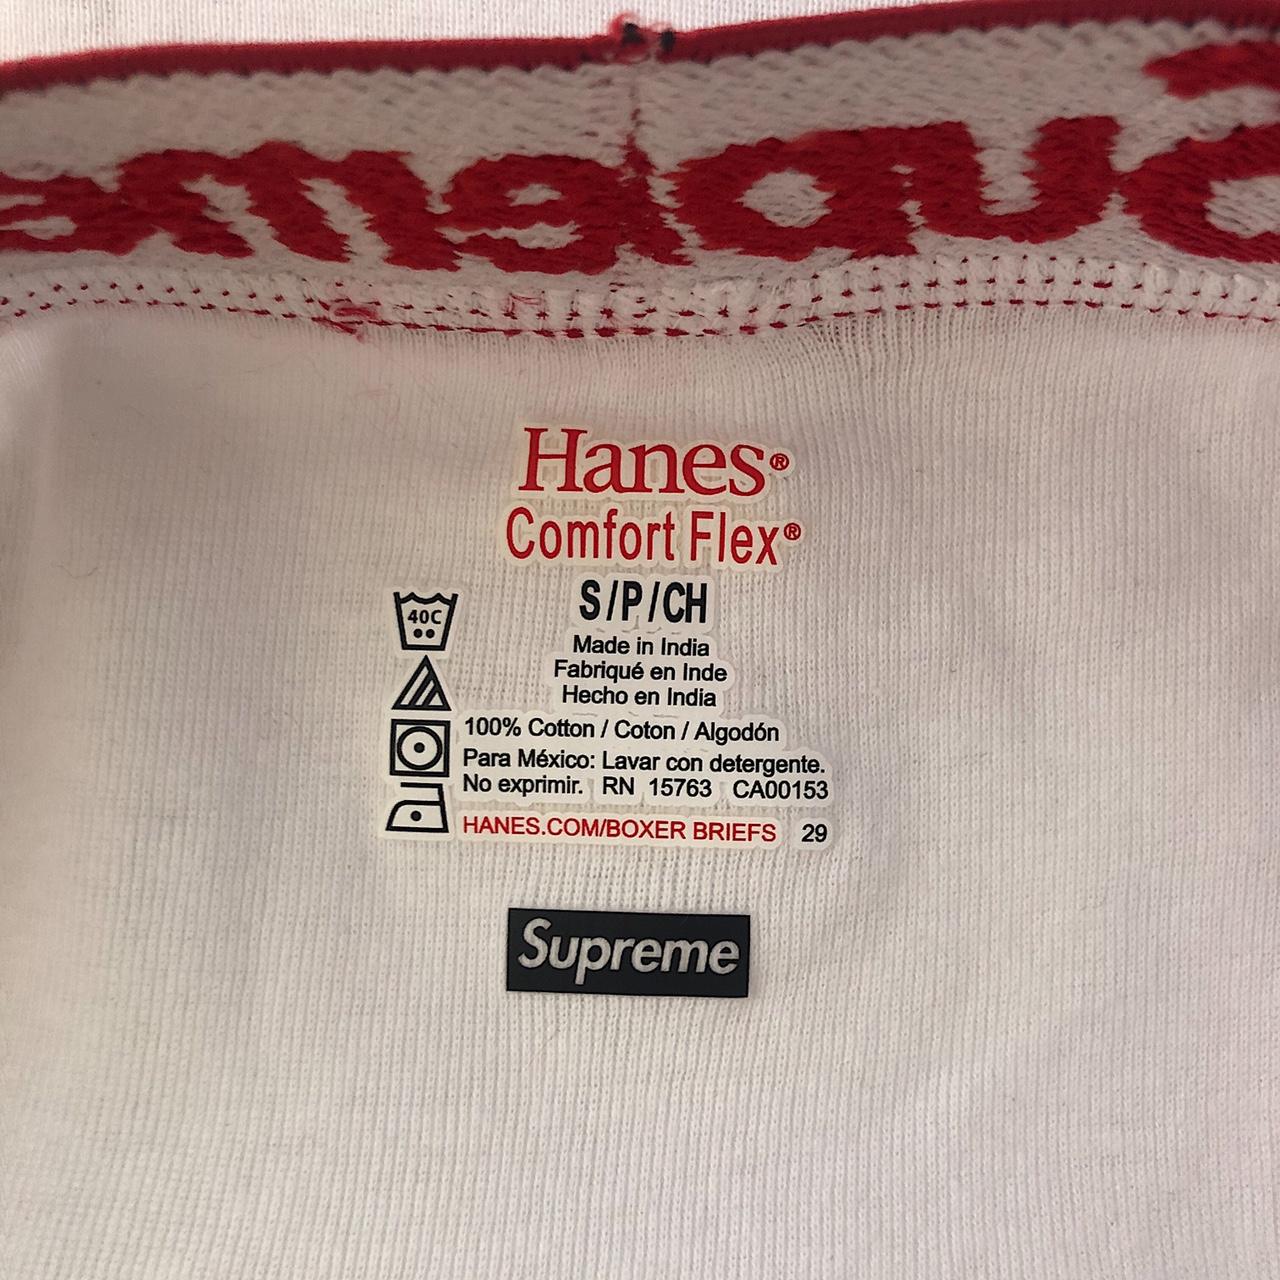 Hanes®
Comfort Flex®
S/P/CH
40C
Made in India
Fabriqué en Inde
Hecho en India
100% Cotton / Coton / Algodón
Para México: Lavar con detergente.
No exprimir. RN 15763 CA00153
HANES.COM/BOXER BRIEFS 29
Supreme